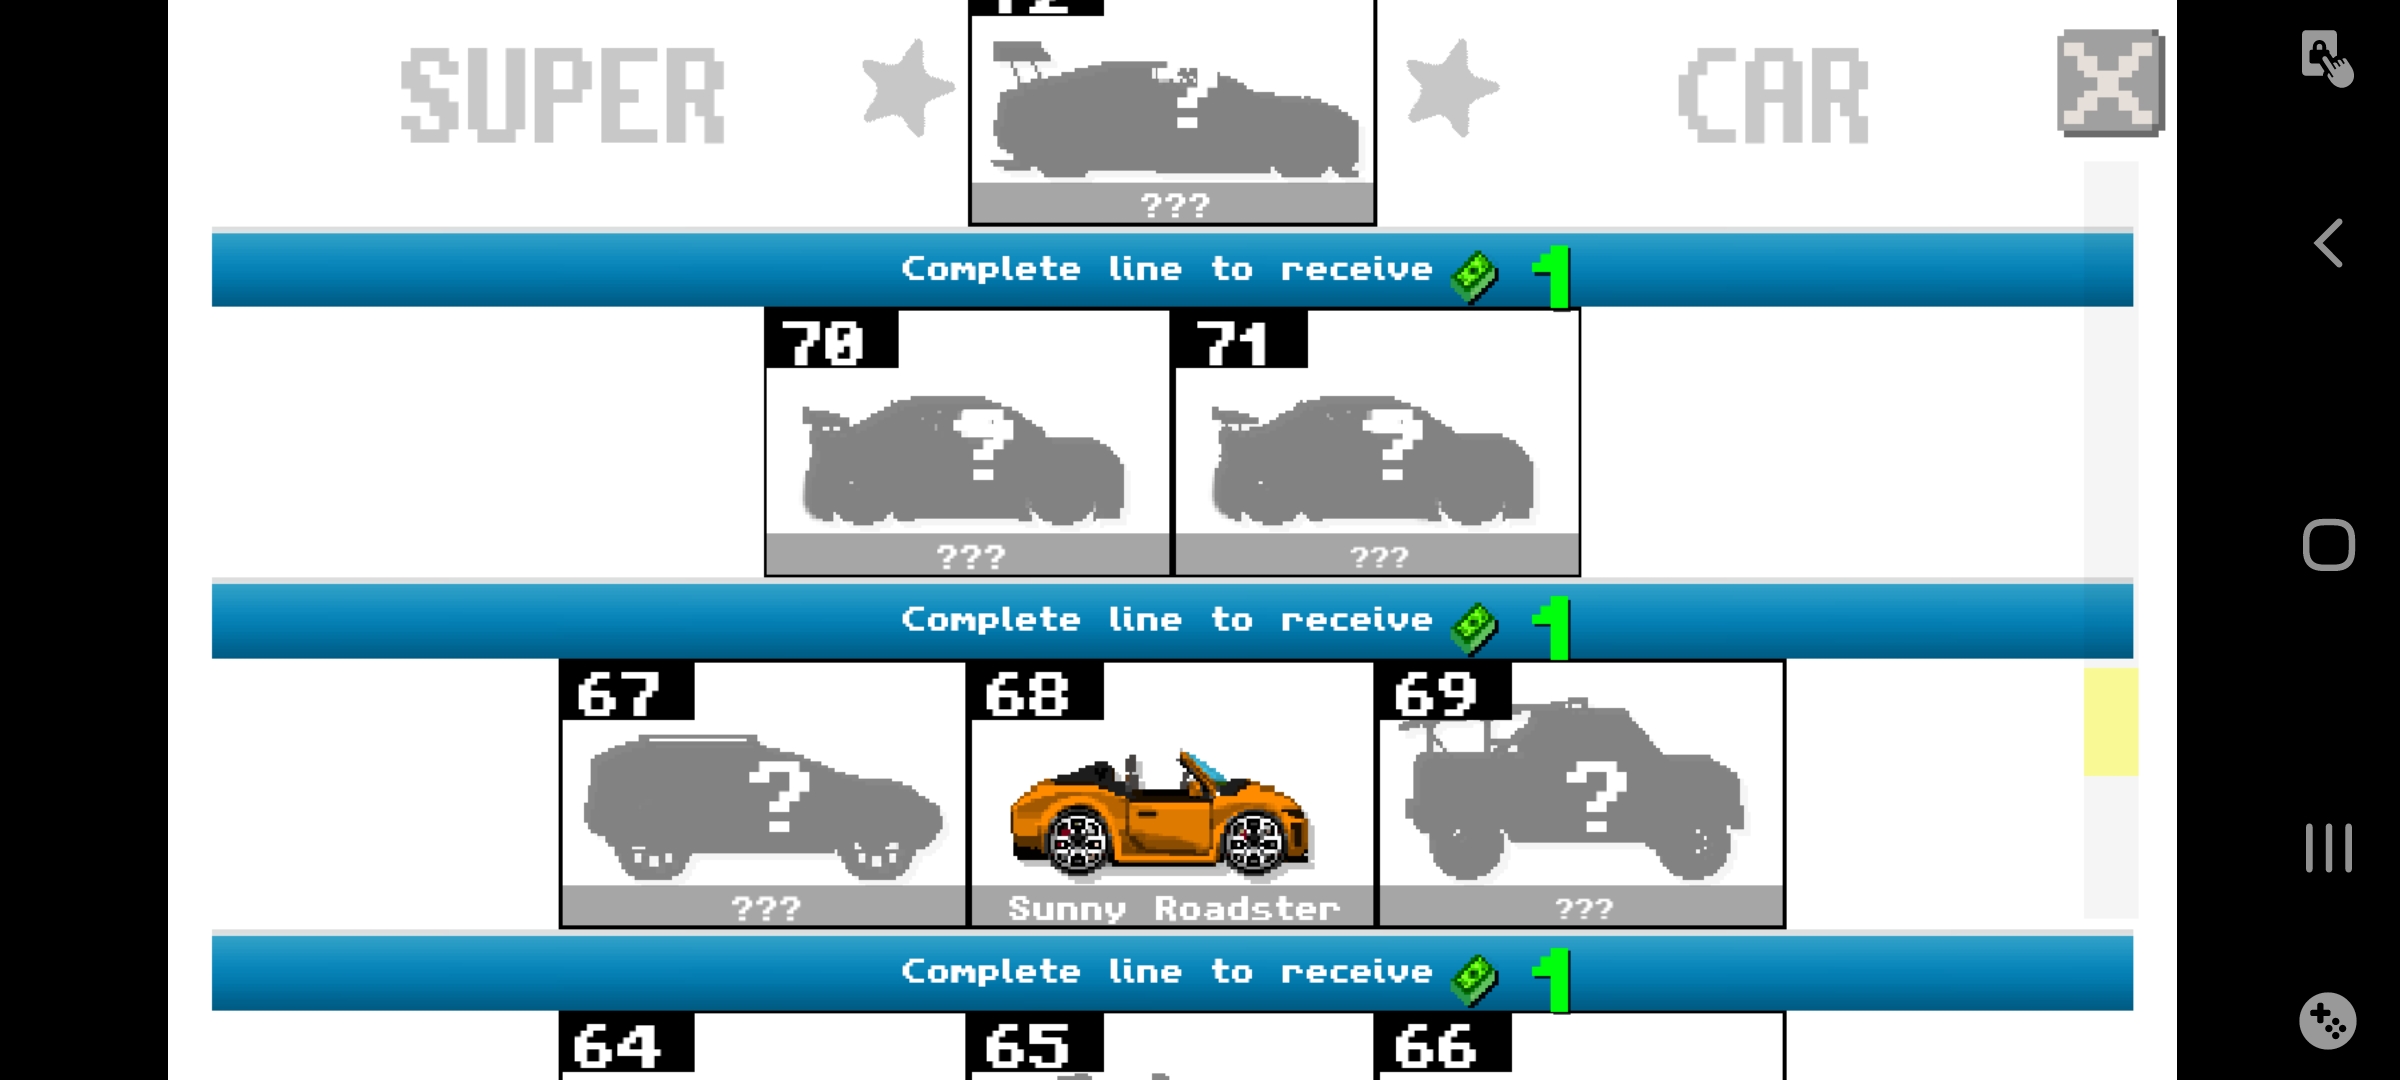 72
SUPER CAR X
???
Complete line to receive 1
70 71
? ?
??? ???
Complete line to receive 1
67 68 69
? ?
??? Sunny Roadster ???
Complete line to receive 1
64 65 66